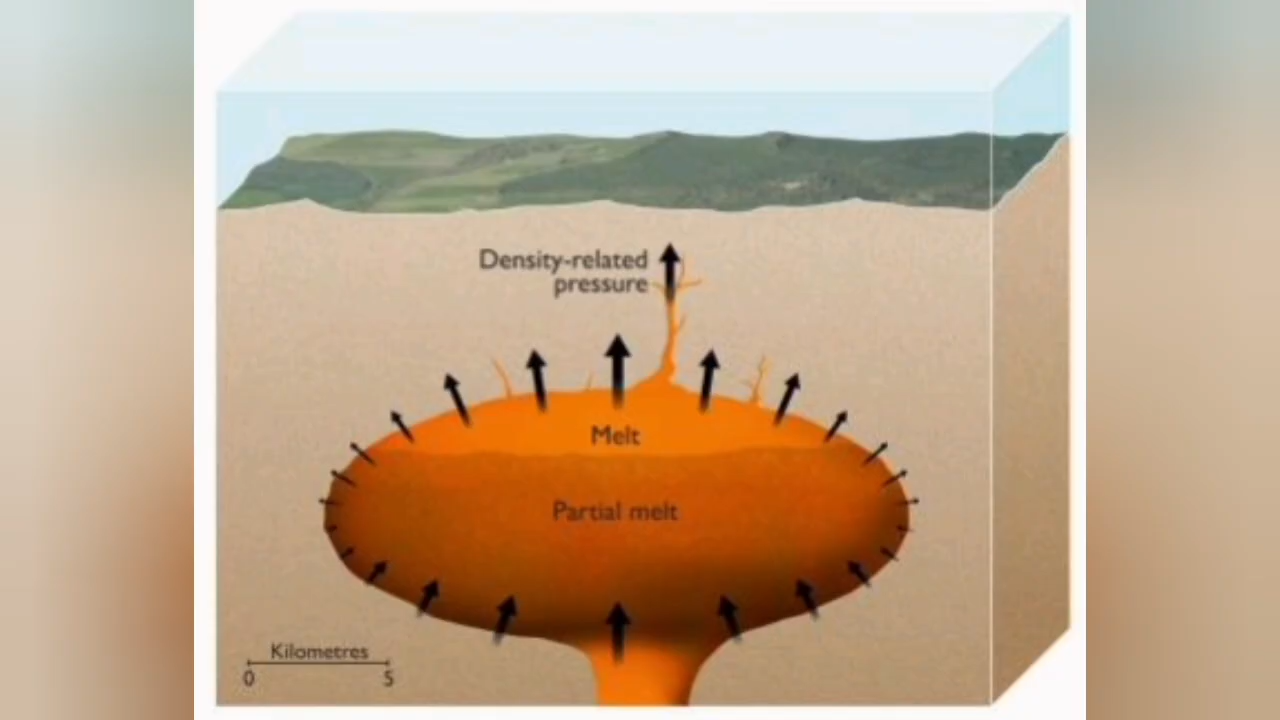 Density-related
pressure
Melt
Partial melt
Kilometres
0 5